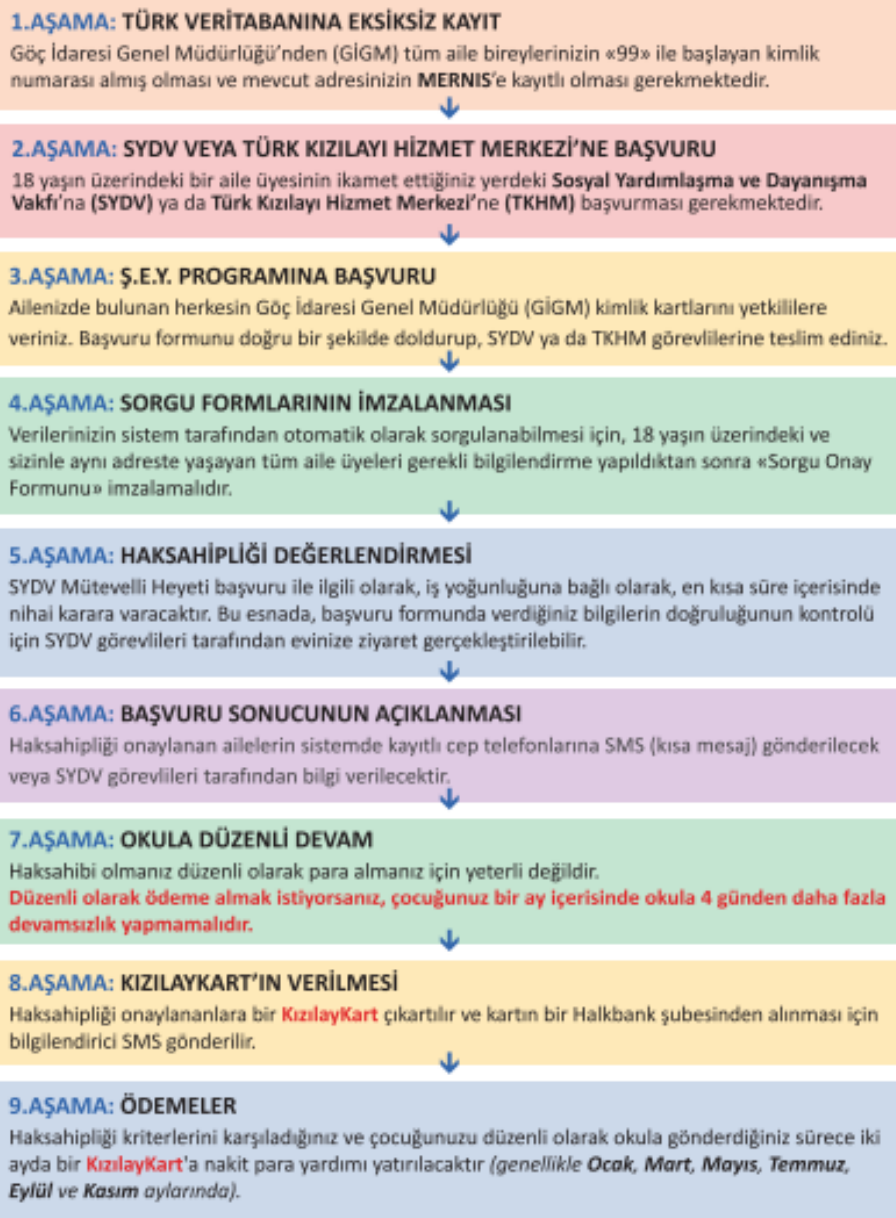 1.AŞAMA: TÜRK VERİTABANINA EKSİKSİZ KAYIT
Göç İdaresi Genel Müdürlüğü'nden (GİGM) tüm aile bireylerinizin «99» ile başlayan kimlik
numarası almış olması ve mevcut adresinizin MERNIS'e kayıtlı olması gerekmektedir.
2.AŞAMA: SYDV VEYA TÜRK KIZILAYI HİZMET MERKEZİ'NE BAŞVURU
18 yaşın üzerindeki bir aile üyesinin ikamet ettiğiniz yerdeki Sosyal Yardımlaşma ve Dayanışma
Vakfı'na (SYDV) ya da Türk Kızılayı Hizmet Merkezi'ne (TKHM) başvurması gerekmektedir.
3.AŞAMA: Ş.E.Y. PROGRAMINA BAŞVURU
Ailenizde bulunan herkesin Göç İdaresi Genel Müdürlüğü (GİGM) kimlik kartlarını yetkililere
veriniz. Başvuru formunu doğru bir şekilde doldurup, SYDV ya da TKHM görevlilerine teslim ediniz.
4.AŞAMA: SORGU FORMLARININ İMZALANMASI
Verilerinizin sistem tarafından otomatik olarak sorgulanabilmesi için, 18 yaşın üzerindeki ve
sizinle aynı adreste yaşayan tüm aile üyeleri gerekli bilgilendirme yapıldıktan sonra «Sorgu Onay
Formunu» imzalamalıdır.
5.AŞAMA: HAKSAHİPLİĞİ DEĞERLENDİRMESİ
SYDV Mütevelli Heyeti başvuru ile ilgili olarak, iş yoğunluğuna bağlı olarak, en kısa süre içerisinde
nihai karara varacaktır. Bu esnada, başvuru formunda verdiğiniz bilgilerin doğruluğunun kontrolü
için SYDV görevlileri tarafından evinize ziyaret gerçekleştirilebilir.
6.AŞAMA: BAŞVURU SONUCUNUN AÇIKLANMASI
Haksahipliği onaylanan ailelerin sistemde kayıtlı cep telefonlarına SMS (kısa mesaj) gönderilecek
veya SYDV görevlileri tarafından bilgi verilecektir.
7.AŞAMA: OKULA DÜZENLİ DEVAM
Haksahibi olmanız düzenli olarak para almanız için yeterli değildir.
Düzenli olarak ödeme almak istiyorsanız, çocuğunuz bir ay içerisinde okula 4 günden daha fazla
devamsızlık yapmamalıdır.
8.AŞAMA: KIZILAYKART'IN VERİLMESİ
Haksahipliği onaylananlara bir KızılayKart çıkartılır ve kartın bir Halkbank şubesinden alınması için
bilgilendirici SMS gönderilir.
9.AŞAMA: ÖDEMELER
Haksahipliği kriterlerini karşıladığınız ve çocuğunuzu düzenli olarak okula gönderdiğiniz sürece iki
ayda bir KızılayKart'a nakit para yardımı yatırılacaktır (genellikle Ocak, Mart, Mayıs, Temmuz,
Eylül ve Kasım aylarında).